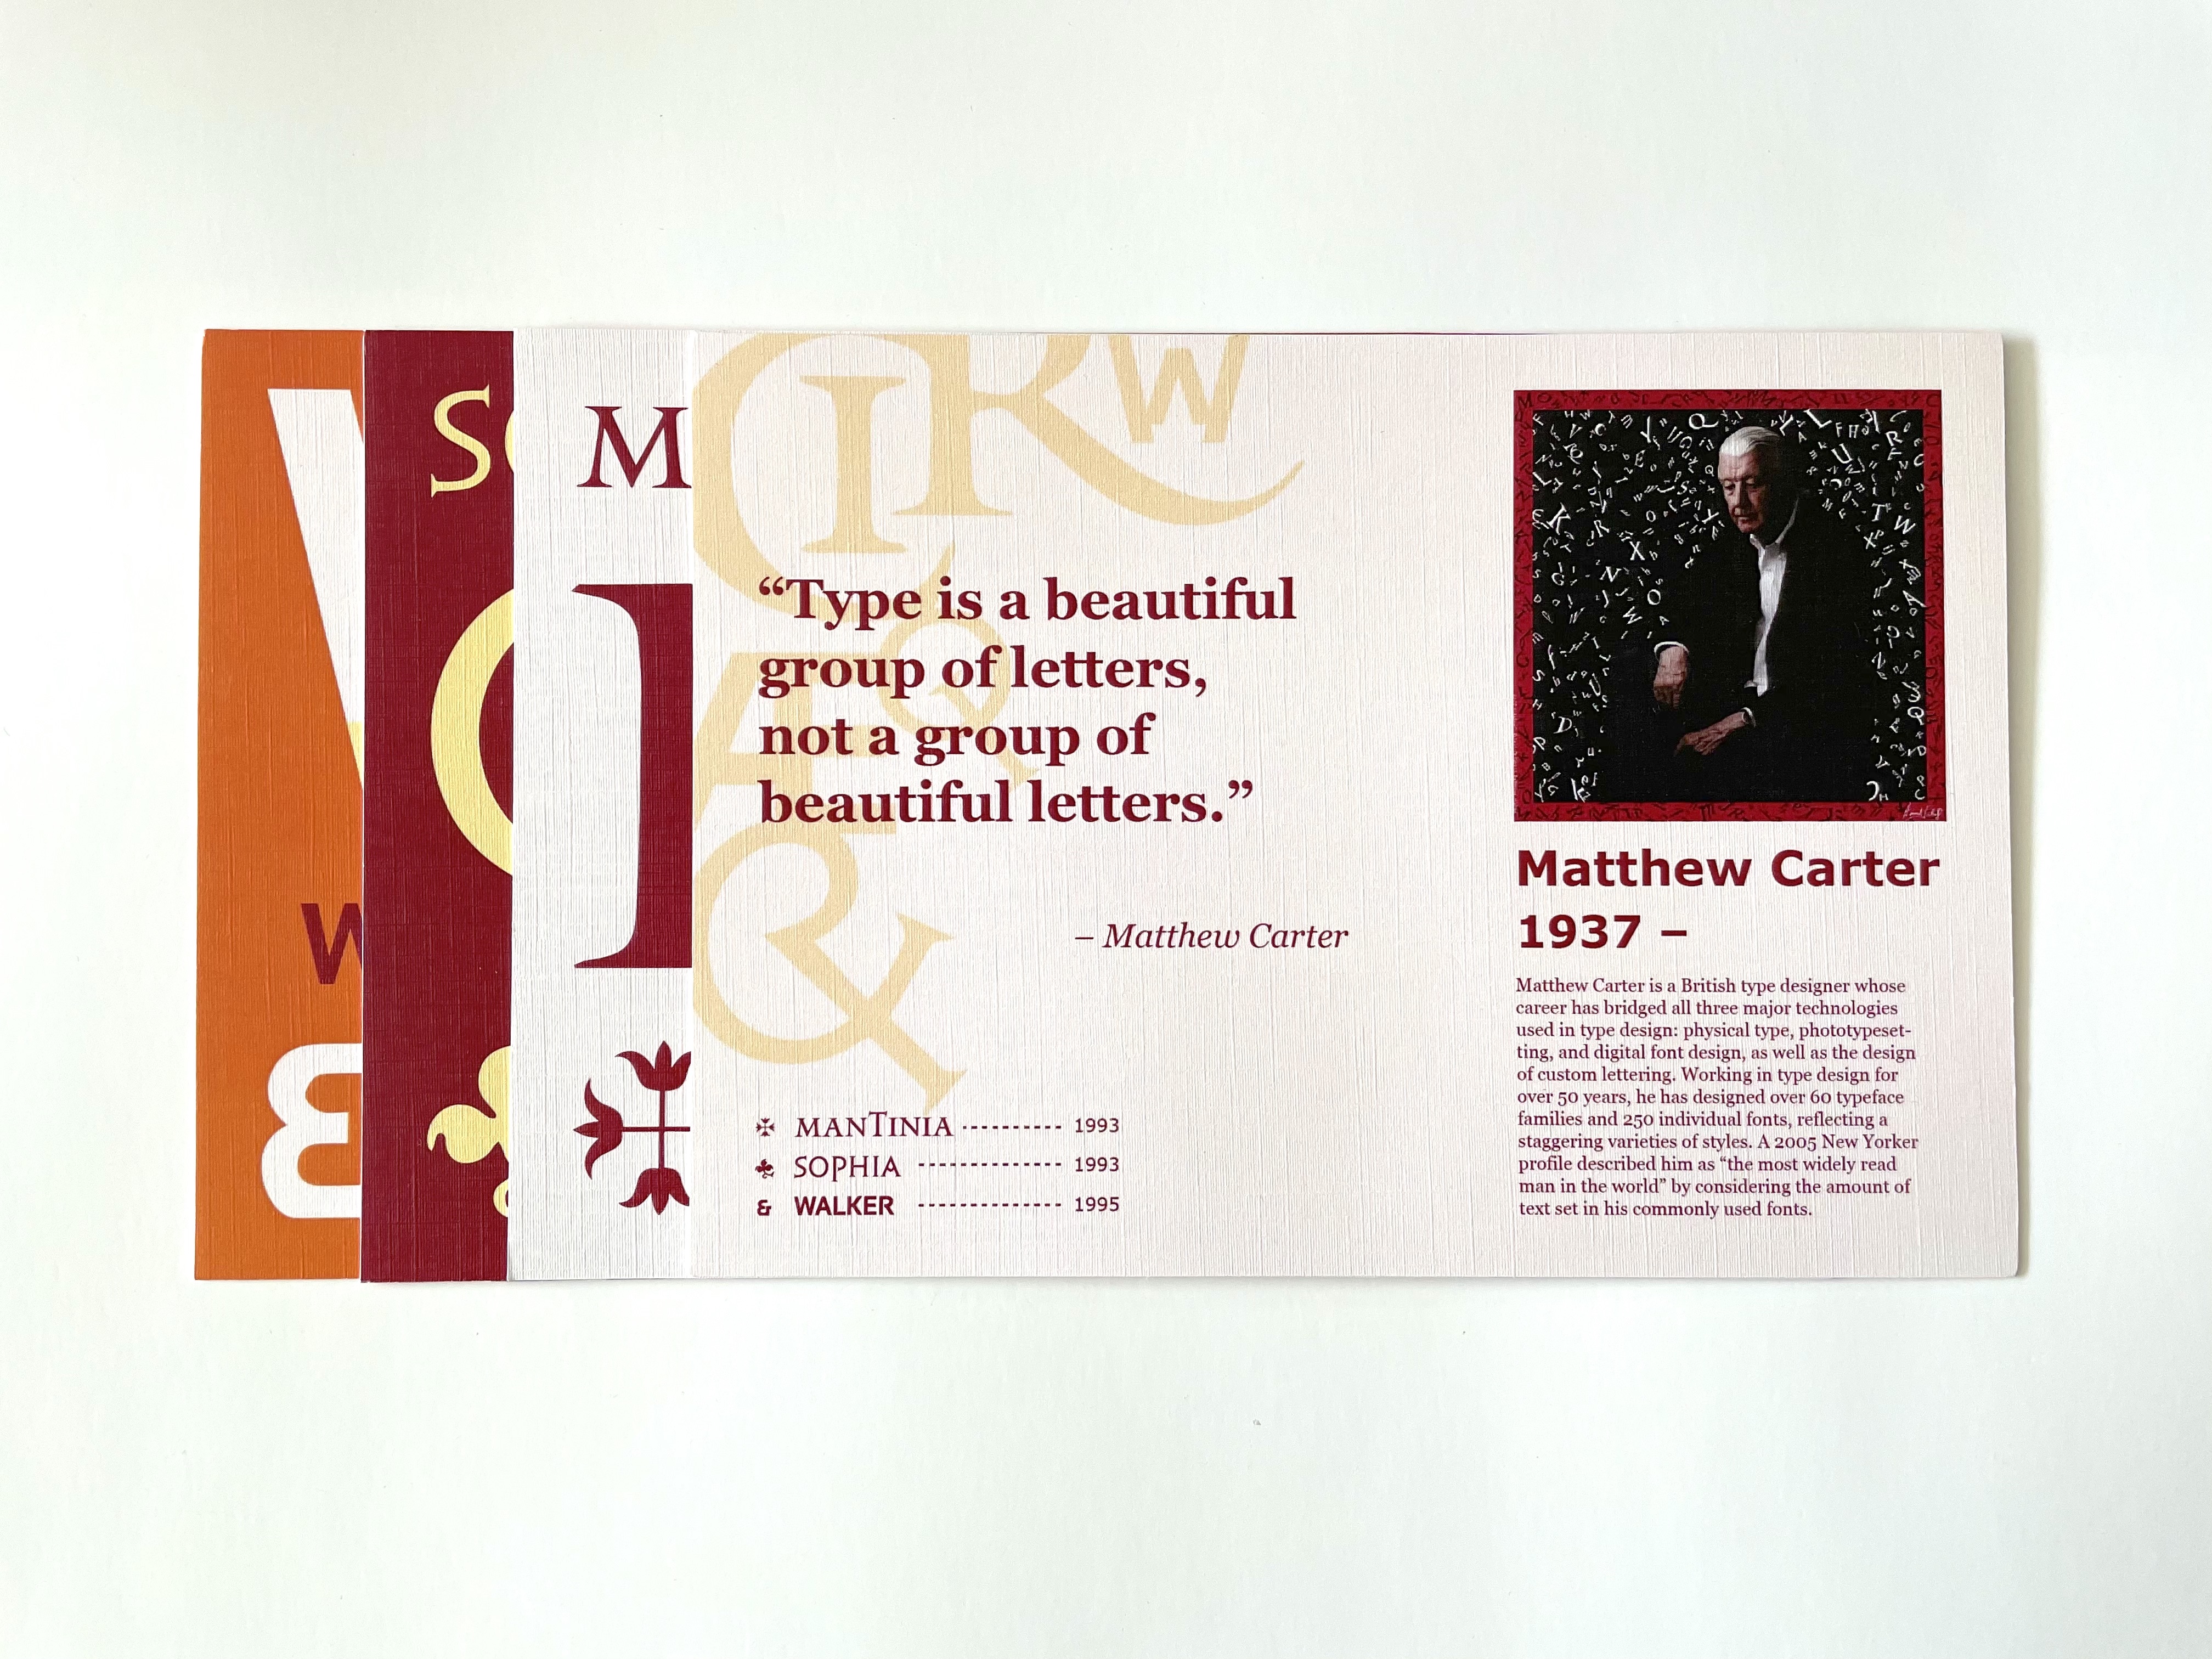 W
&
S
M
I
CIRW
Æ
Q
&
“Type is a beautiful
group of letters,
not a group of
beautiful letters.”
– Matthew Carter
MANTINIA ---------- 1993
SOPHIA -------------- 1993
& WALKER -------------- 1995
Matthew Carter
1937 –
Matthew Carter is a British type designer whose
career has bridged all three major technologies
used in type design: physical type, phototypeset-
ting, and digital font design, as well as the design
of custom lettering. Working in type design for
over 50 years, he has designed over 60 typeface
families and 250 individual fonts, reflecting a
staggering varieties of styles. A 2005 New Yorker
profile described him as “the most widely read
man in the world” by considering the amount of
text set in his commonly used fonts.